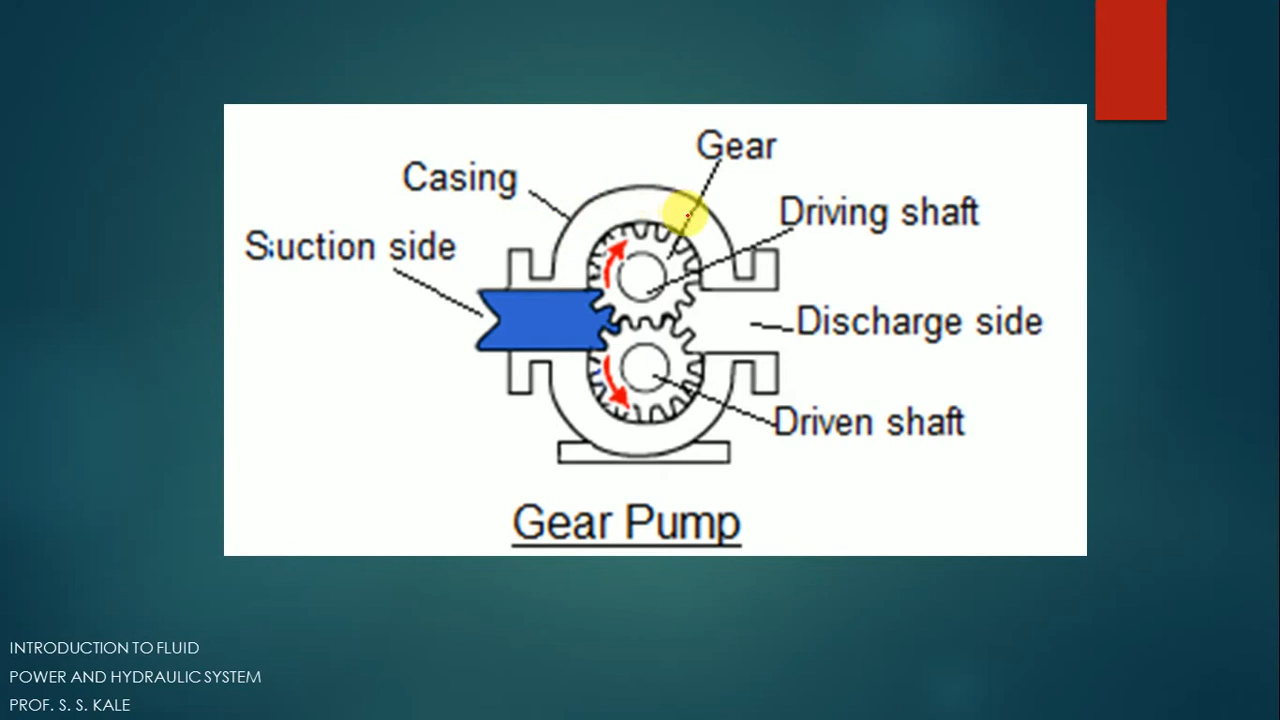 Gear
Casing
Driving shaft
Suction side
Discharge side
Driven shaft
Gear Pump
INTRODUCTION TO FLUID
POWER AND HYDRAULIC SYSTEM
PROF. S. S. KALE